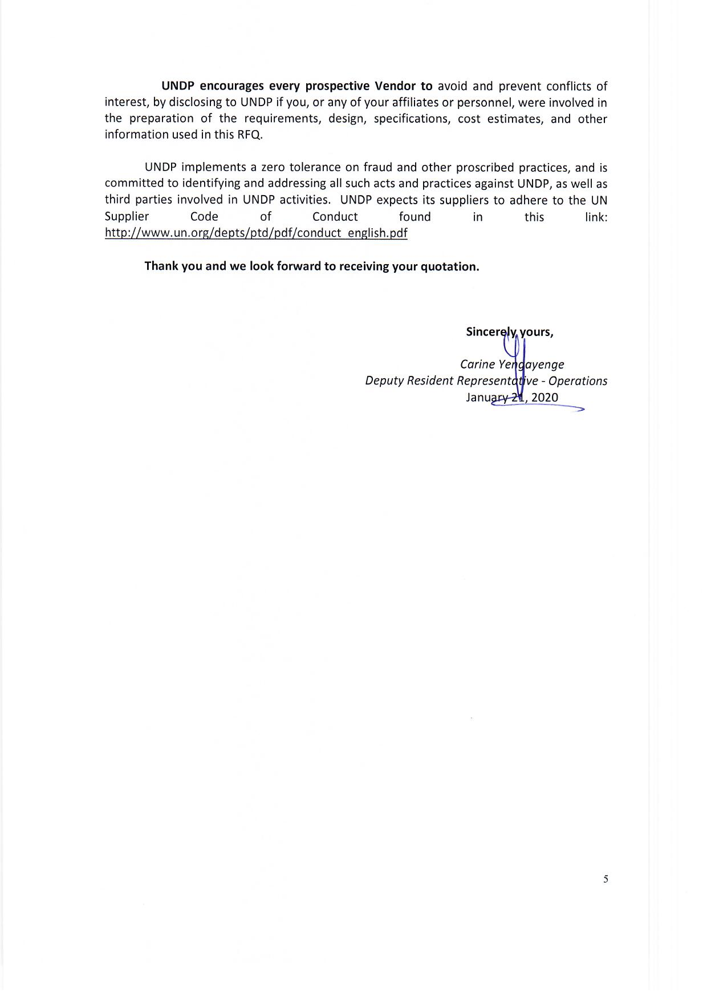 UNDP encourages every prospective Vendor to avoid and prevent conflicts of
interest, by disclosing to UNDP if you, or any of your affiliates or personnel, were involved in
the preparation of the requirements, design, specifications, cost estimates, and other
information used in this RFQ.
UNDP implements a zero tolerance on fraud and other proscribed practices, and is
committed to identifying and addressing all such acts and practices against UNDP, as well as
third parties involved in UNDP activities. UNDP expects its suppliers to adhere to the UN
Supplier Code of Conduct found in this link:
http://www.un.org/depts/ptd/pdf/conduct_english.pdf
Thank you and we look forward to receiving your quotation.
Sincerely yours,
Carine Yengayenge
Deputy Resident Representative - Operations
January 21, 2020
5